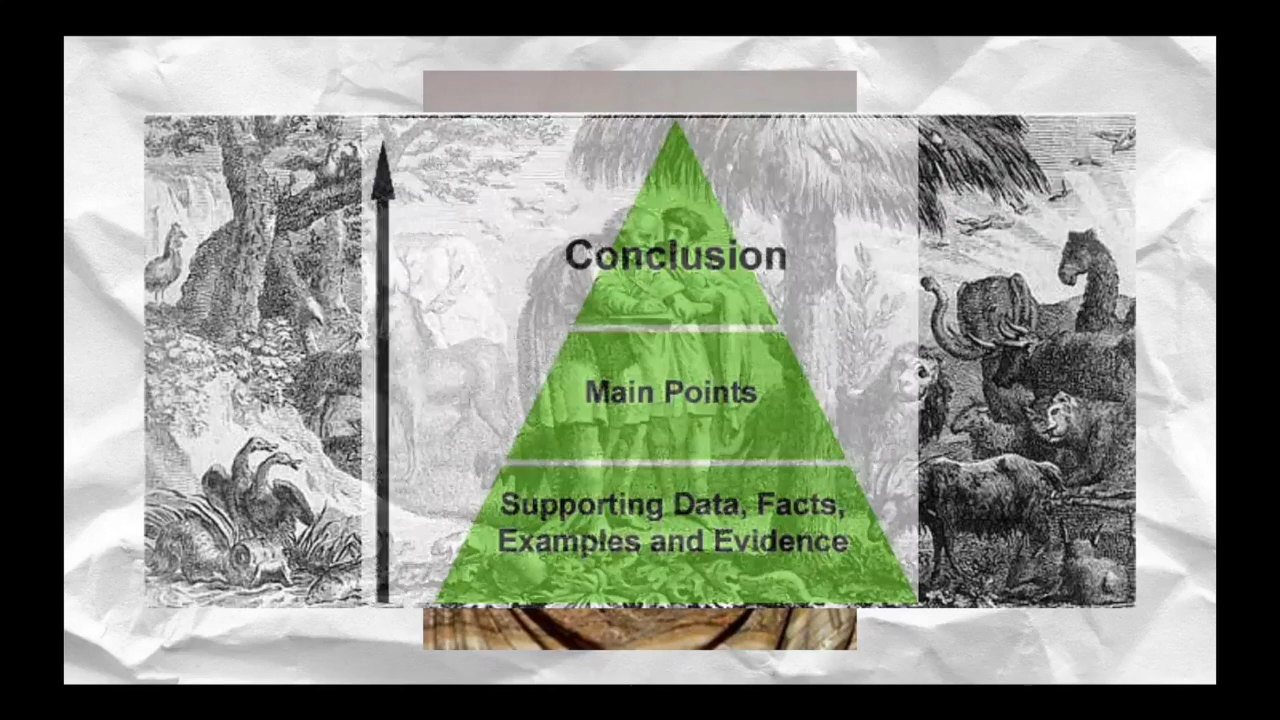 Conclusion
Main Points
Supporting Data, Facts,
Examples and Evidence